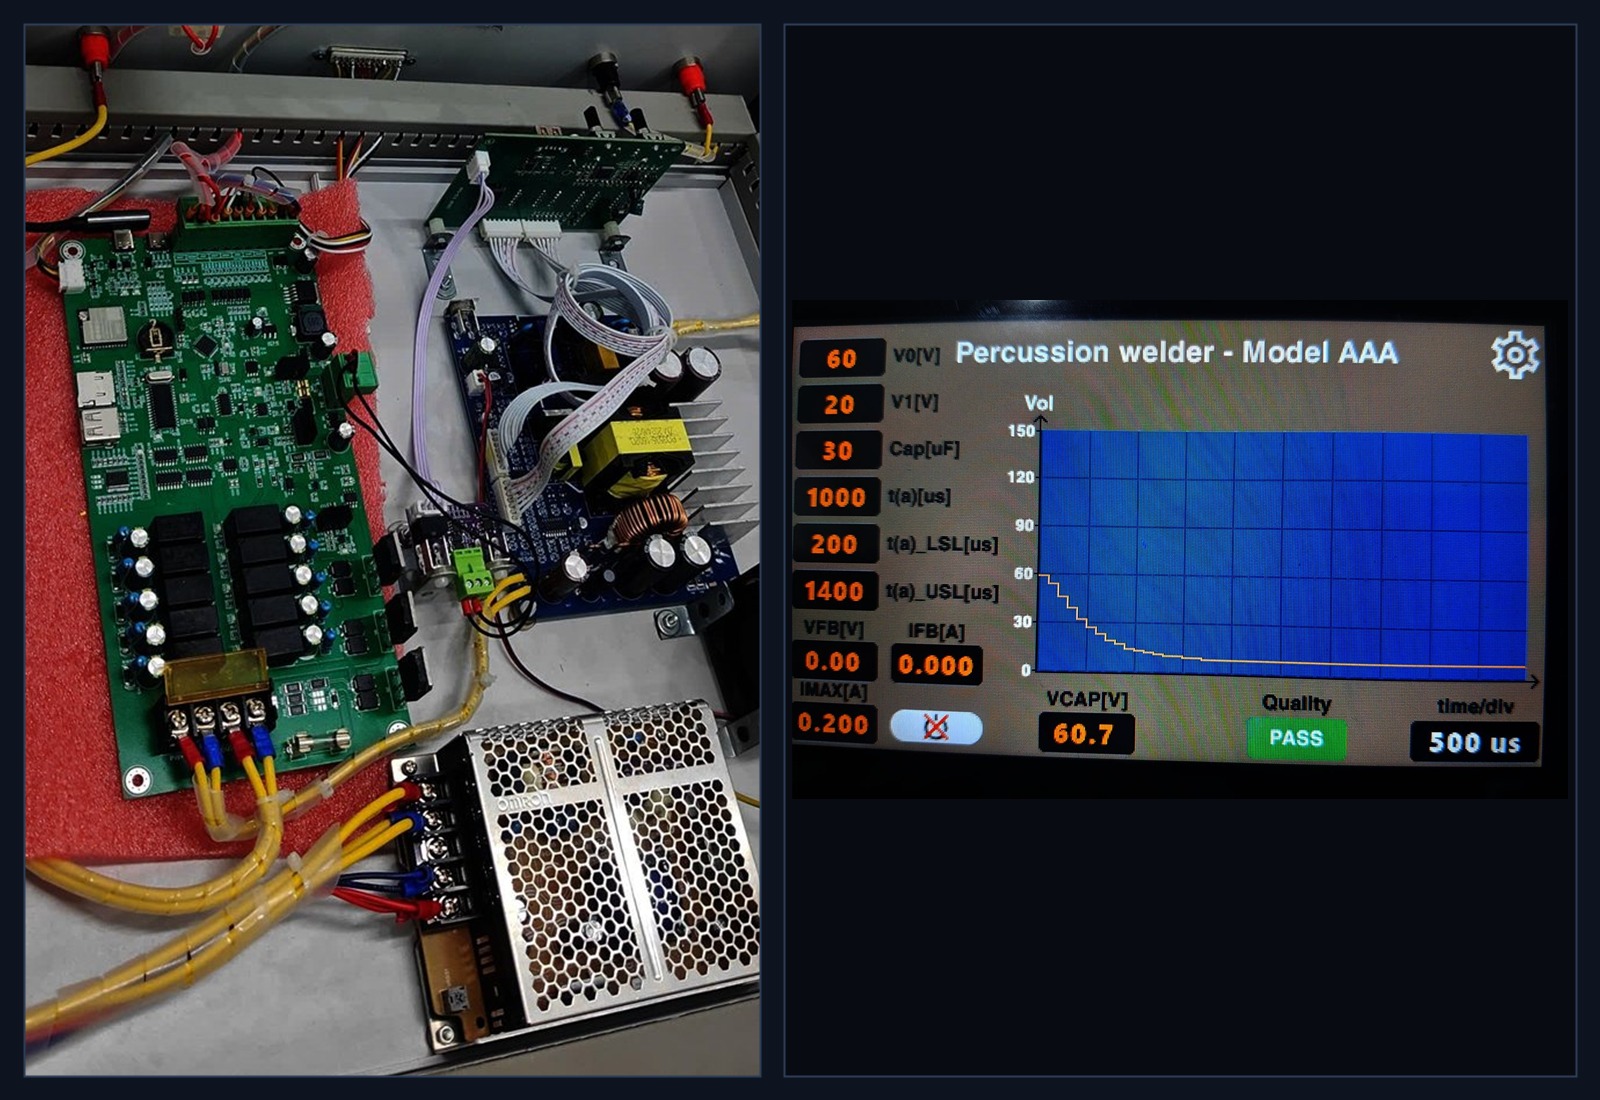 omron
Percussion welder - Model AAA
60 V0[V]
20 V1[V]
30 Cap[uF]
1000 t(a)[us]
200 t(a)_LSL[us]
1400 t(a)_USL[us]
VFB[V] IFB[A]
0.00 0.000
IMAX[A]
0.200
Vol
150
120
90
60
30
0
VCAP[V]
60.7
Quality
PASS
time/div
500 us